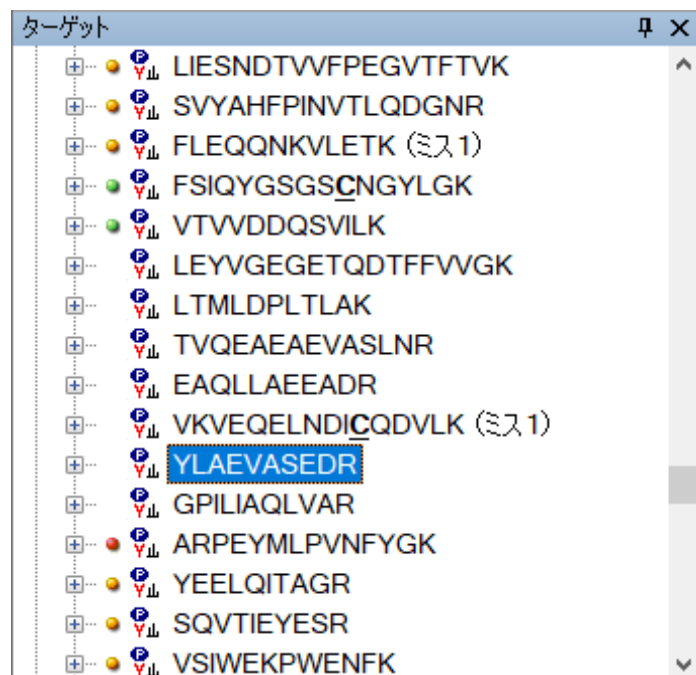 ターゲット
LIESNDTVVFPEGVTFTVK
SVYAHFPINVTLQDGNR
FLEQQNKVLETK (ミス1)
FSIQYGSGSCNGYLGK
VTVVDDQSVILK
LEYVGEGETQDTFFVVGK
LTMLDPLTLAK
TVQEAEAEVASLNR
EAQLLAEEADR
VKVEQELNDICQDVLK (ミス1)
YLAEVASEDR
GPILIAQLVAR
ARPEYMLPVNFYGK
YEELQITAGR
SQVTIEYESR
VSIWEKPWENFK